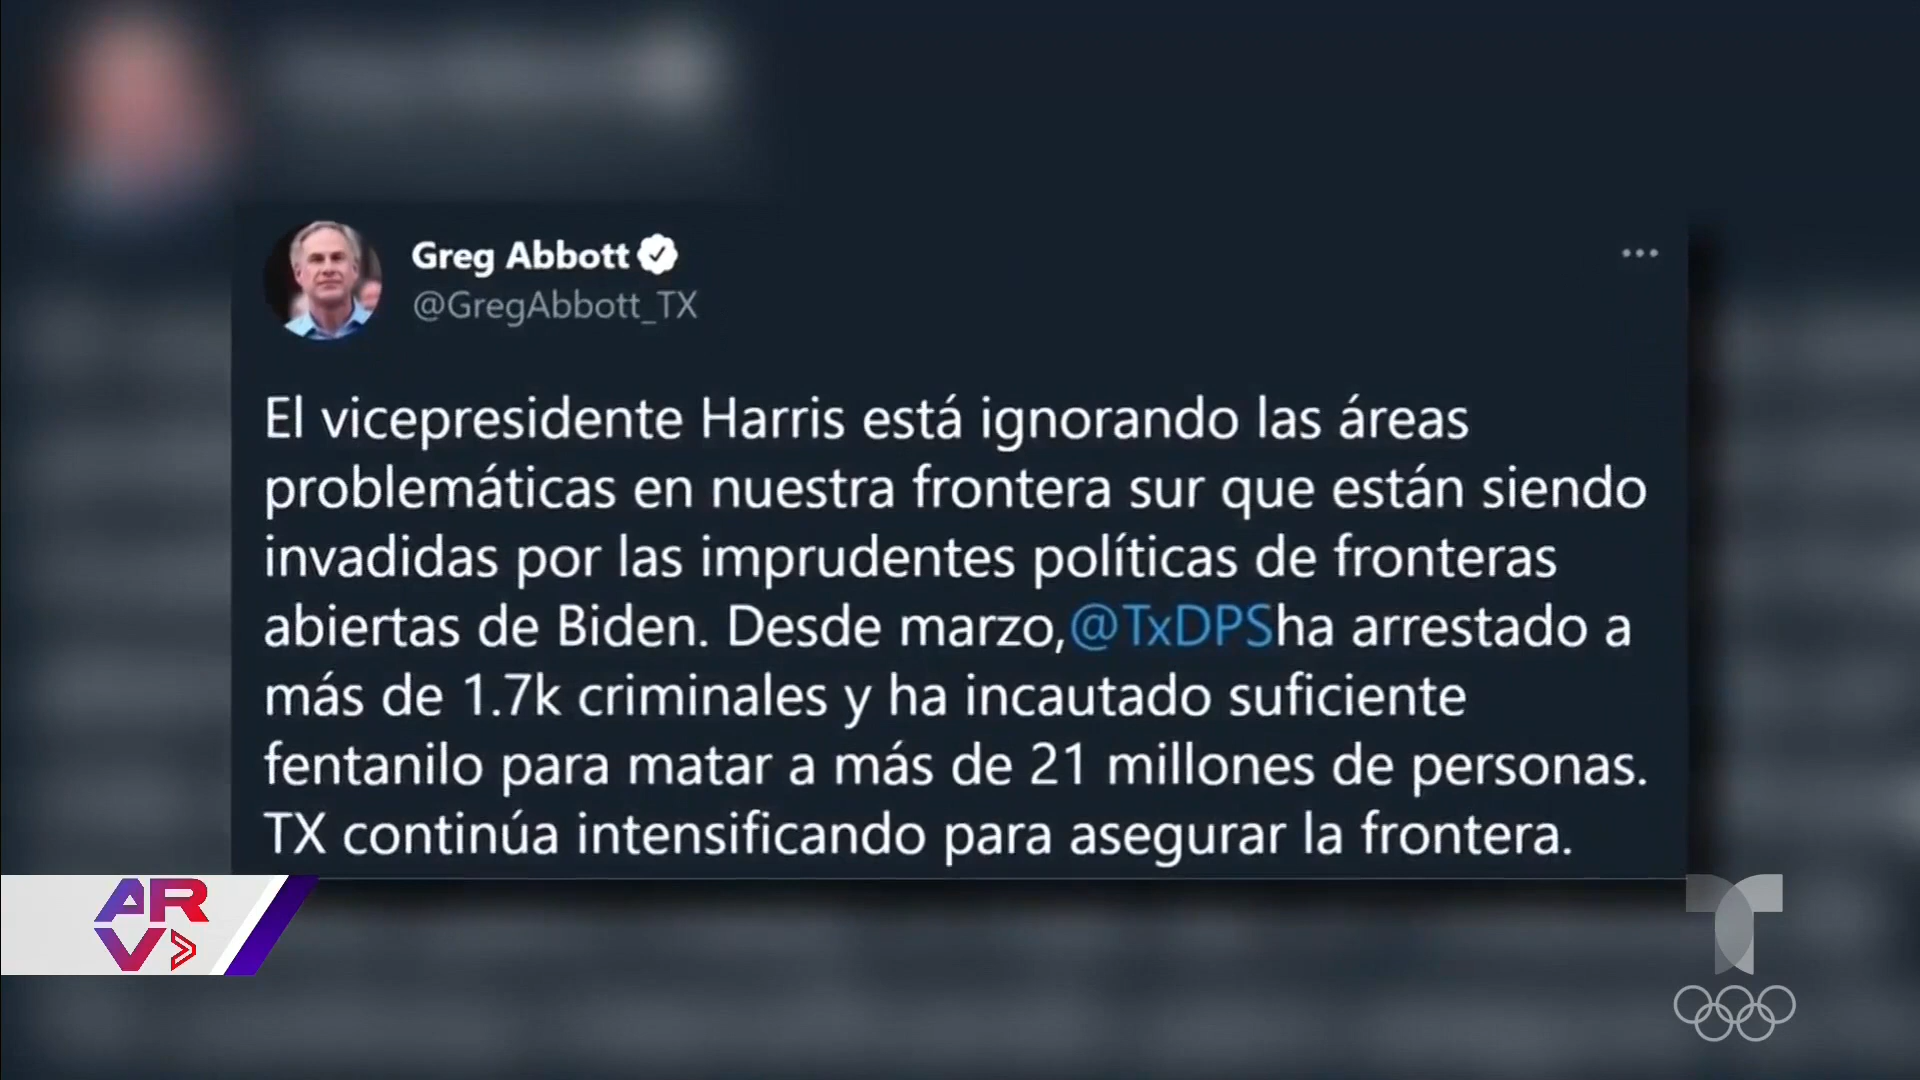 Greg Abbott
@GregAbbott_TX
El vicepresidente Harris está ignorando las áreas
problemáticas en nuestra frontera sur que están siendo
invadidas por las imprudentes políticas de fronteras
abiertas de Biden. Desde marzo,@TxDPSha arrestado a
más de 1.7k criminales y ha incautado suficiente
fentanilo para matar a más de 21 millones de personas.
TX continúa intensificando para asegurar la frontera.
AR
V
T